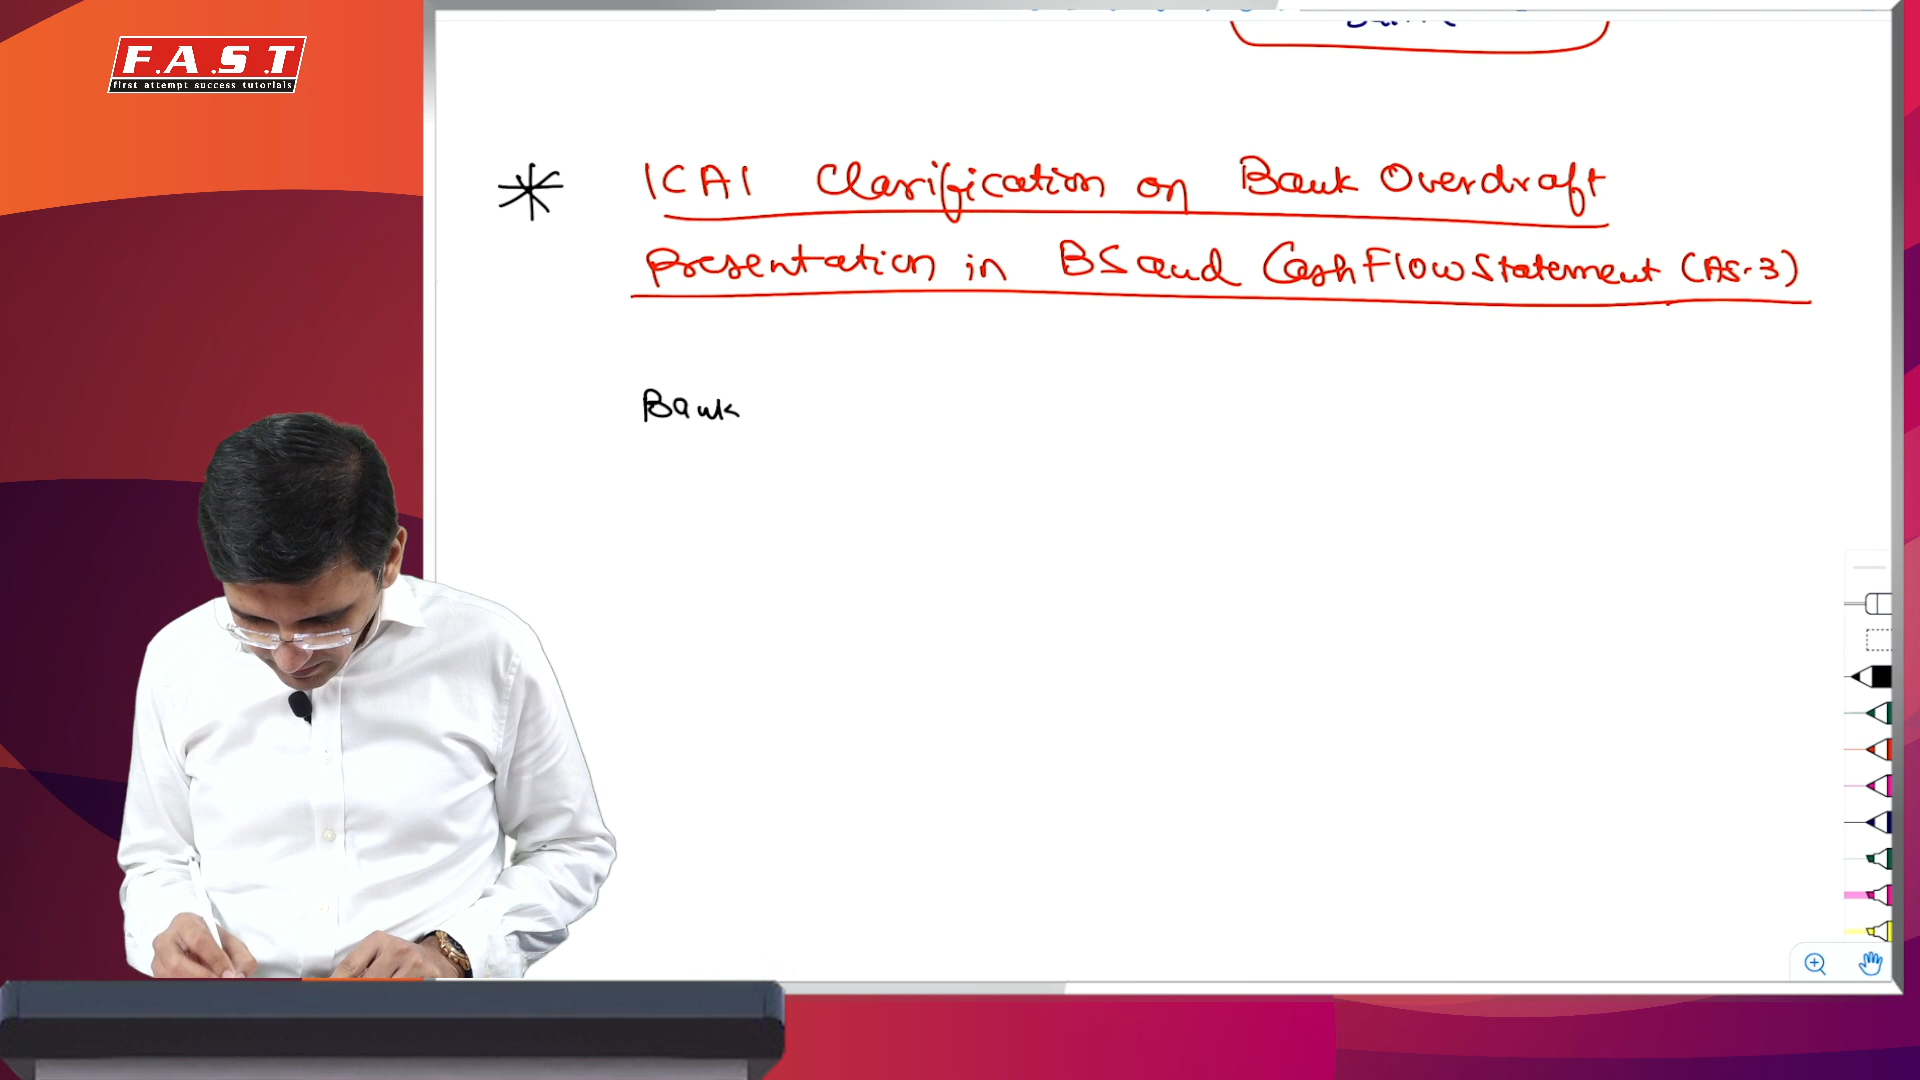 F.A.S.T
first attempt success tutorials
ICAI Clarification on Bank Overdraft
presentation in BS and Cash Flow Statement (AS-3)
Bank